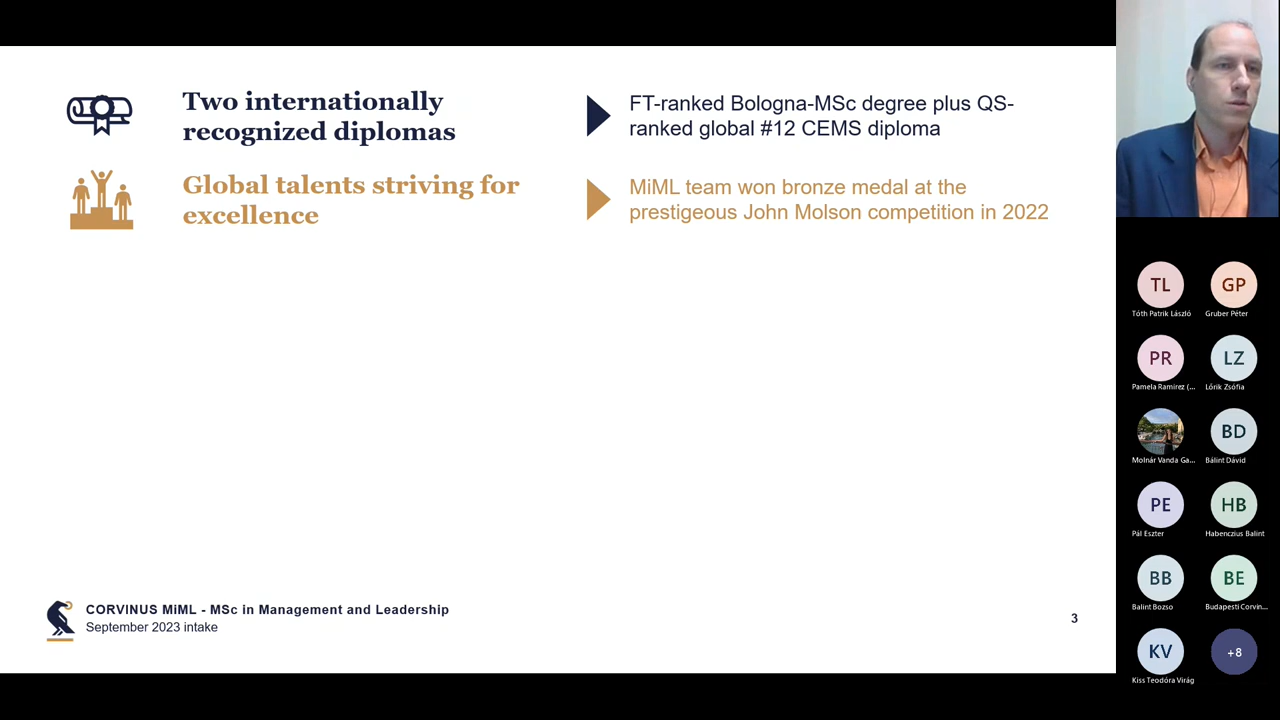 Two internationally
recognized diplomas
FT-ranked Bologna-MSc degree plus QS-
ranked global #12 CEMS diploma
Global talents striving for
excellence
MiML team won bronze medal at the
prestigeous John Molson competition in 2022
CORVINUS MiML - MSc in Management and Leadership
September 2023 intake
3
TL
GP
Tóth Patrik László
Gruber Péter
PR
LZ
Pamela Ramirez (...
Lőrik Zsófia
BD
Molnár Vanda Ga...
Bálint Dávid
PE
HB
Pál Eszter
Habenczius Balint
BB
BE
Balint Bozso
Budapesti Corvin...
KV
+8
Kiss Teodóra Virág